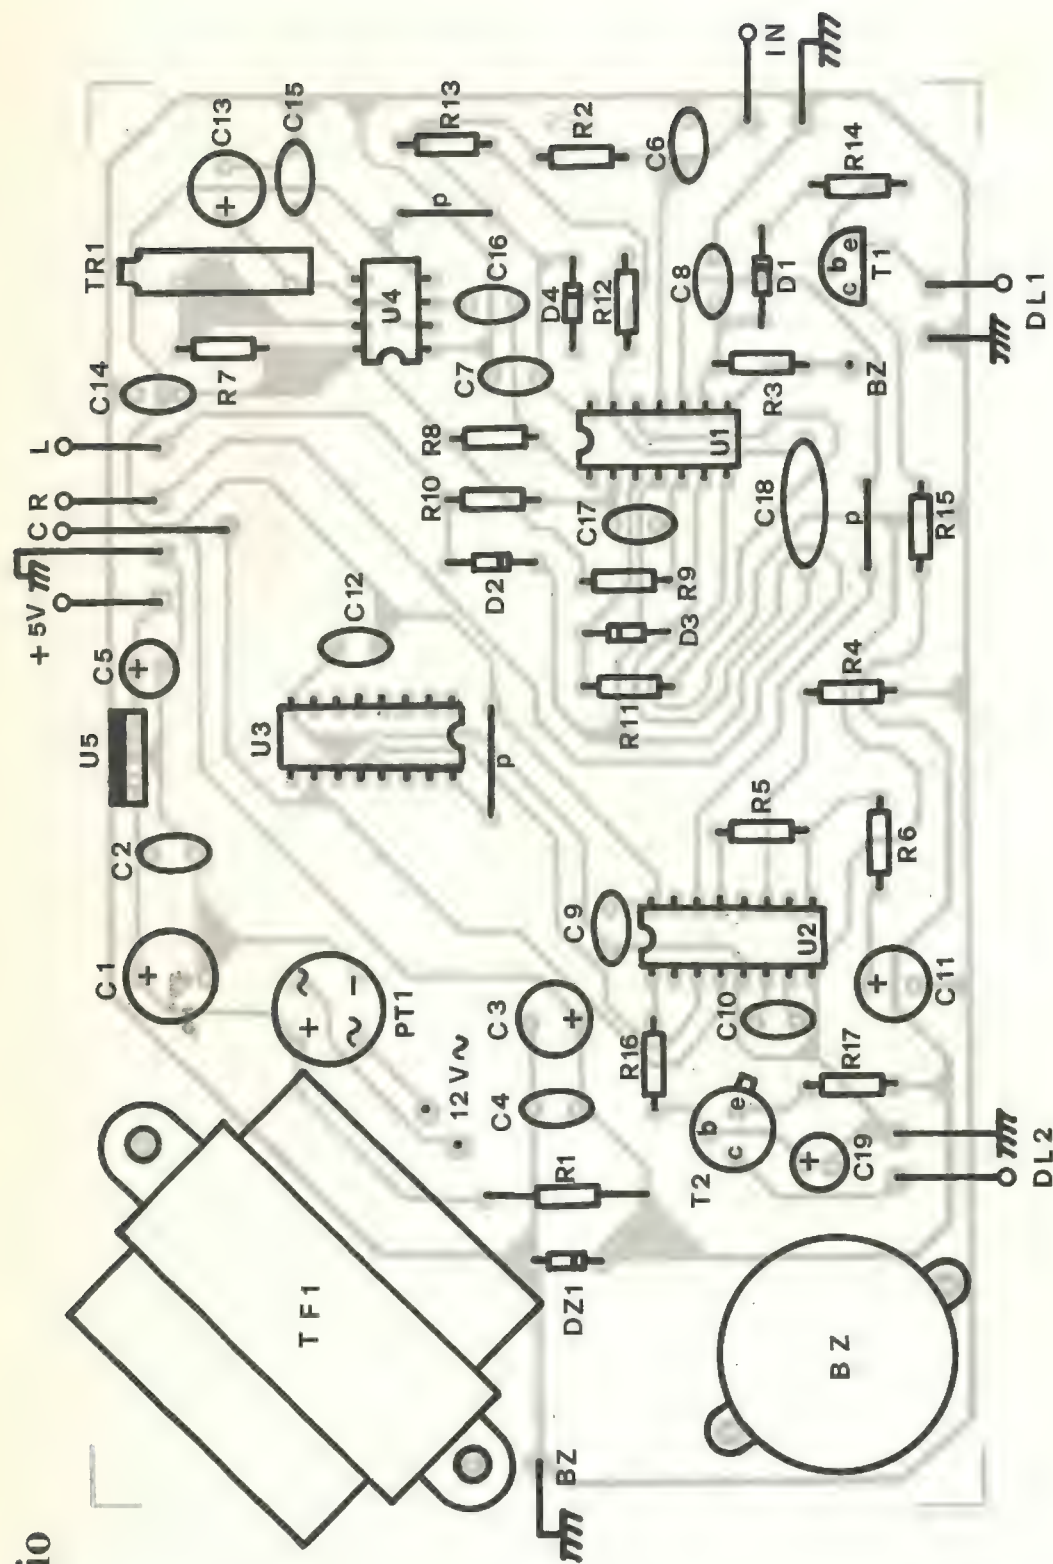 io
+5V C R L
C1 + C2 U5 C5 + C14 TR1
R7 C13 +
TF1 U3 C15
+ ~ ~ −
PT1 C12 U4
12V~ R10 R8 p R13
C4 C3 + D2 C7 C16
p
BZ DZ1 R1 C9 C17 D4 R2
R16 R11 D3 R9 R12
C6
T2 c b e C10 C8
U2 R5 U1 IN
BZ C19 + R17 C18 R3 D1
C11 + R6 R4 p BZ T1 c b e R14
R15
DL2 DL1